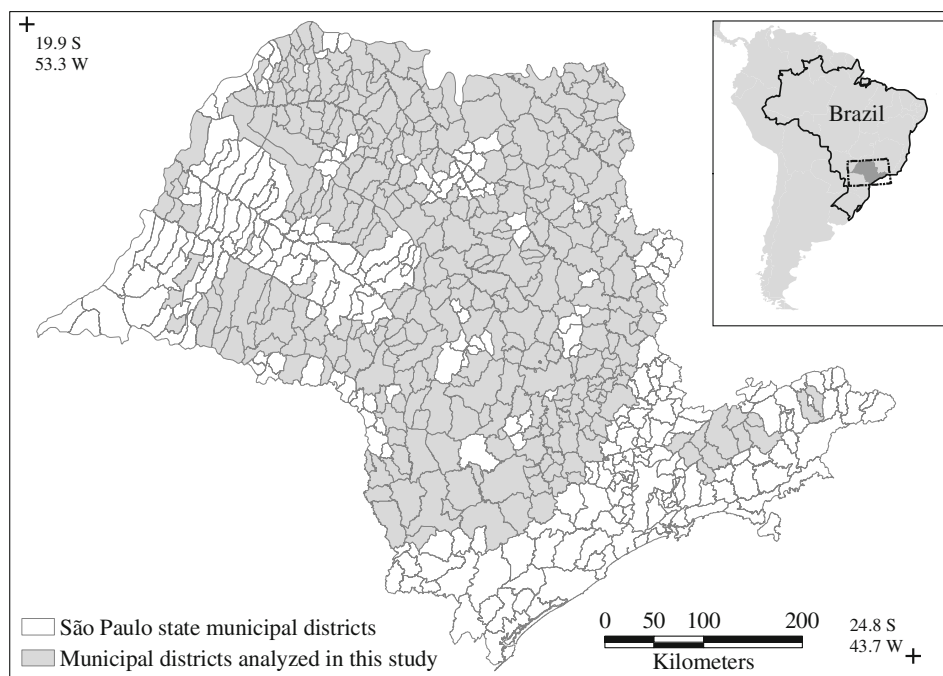 19.9 S
53.3 W
Brazil
São Paulo state municipal districts
Municipal districts analyzed in this study
0 50 100 200
Kilometers
24.8 S
43.7 W